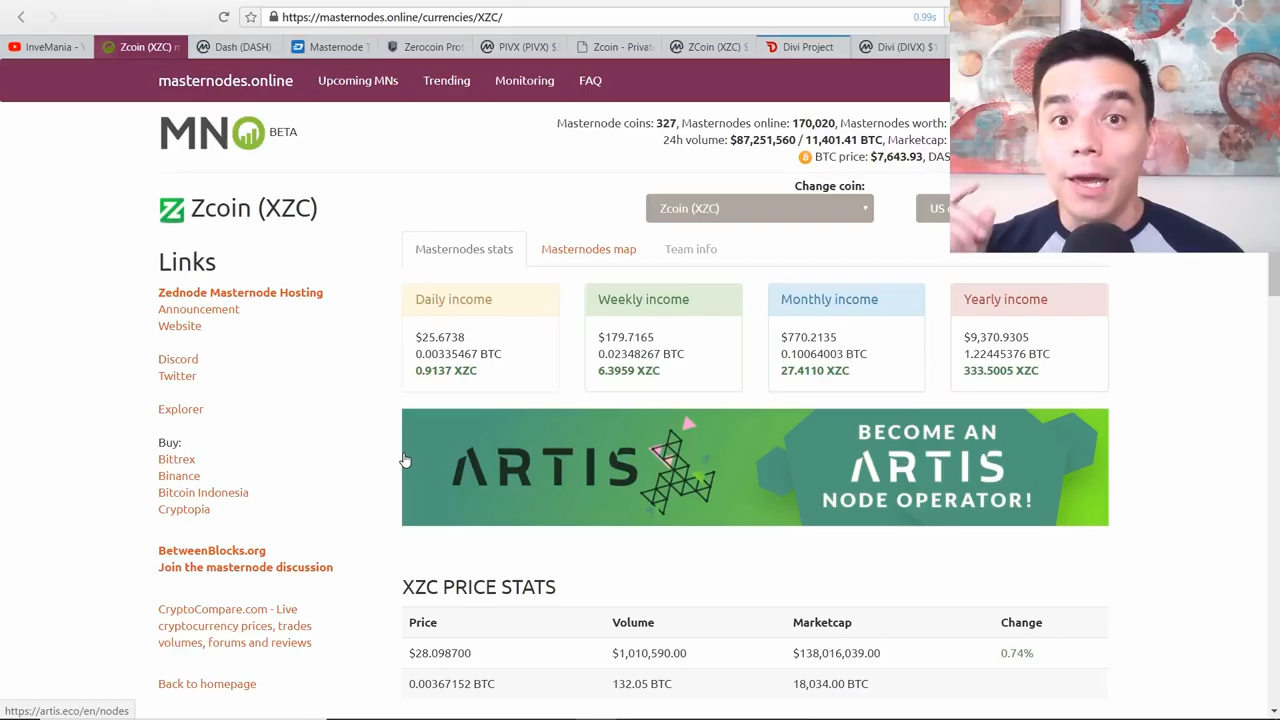 https://masternodes.online/currencies/XZC/
0.99s
InveMania -
Zcoin (XZC) m
Dash (DASH)
Masternode T
Zerocoin Pro
PIVX (PIVX) $
Zcoin - Privat
ZCoin (XZC) $
Divi Project
Divi (DIVX) $
masternodes.online
Upcoming MNs
Trending
Monitoring
FAQ
MNO BETA
Masternode coins: 327, Masternodes online: 170,020, Masternodes worth:
24h volume: $87,251,560 / 11,401.41 BTC, Marketcap:
BTC price: $7,643.93, DAS
Change coin:
Zcoin (XZC)
US
Zcoin (XZC)
Masternodes stats
Masternodes map
Team info
Links
Zednode Masternode Hosting
Announcement
Website
Discord
Twitter
Explorer
Buy:
Bittrex
Binance
Bitcoin Indonesia
Cryptopia
BetweenBlocks.org
Join the masternode discussion
CryptoCompare.com - Live
cryptocurrency prices, trades
volumes, forums and reviews
Back to homepage
Daily income
$25.6738
0.00335467 BTC
0.9137 XZC
Weekly income
$179.7165
0.02348267 BTC
6.3959 XZC
Monthly income
$770.2135
0.10064003 BTC
27.4110 XZC
Yearly income
$9,370.9305
1.22445376 BTC
333.5005 XZC
ARTIS
BECOME AN
ARTIS
NODE OPERATOR!
XZC PRICE STATS
Price Volume Marketcap Change
$28.098700 $1,010,590.00 $138,016,039.00 0.74%
0.00367152 BTC 132.05 BTC 18,034.00 BTC
https://artis.eco/en/nodes